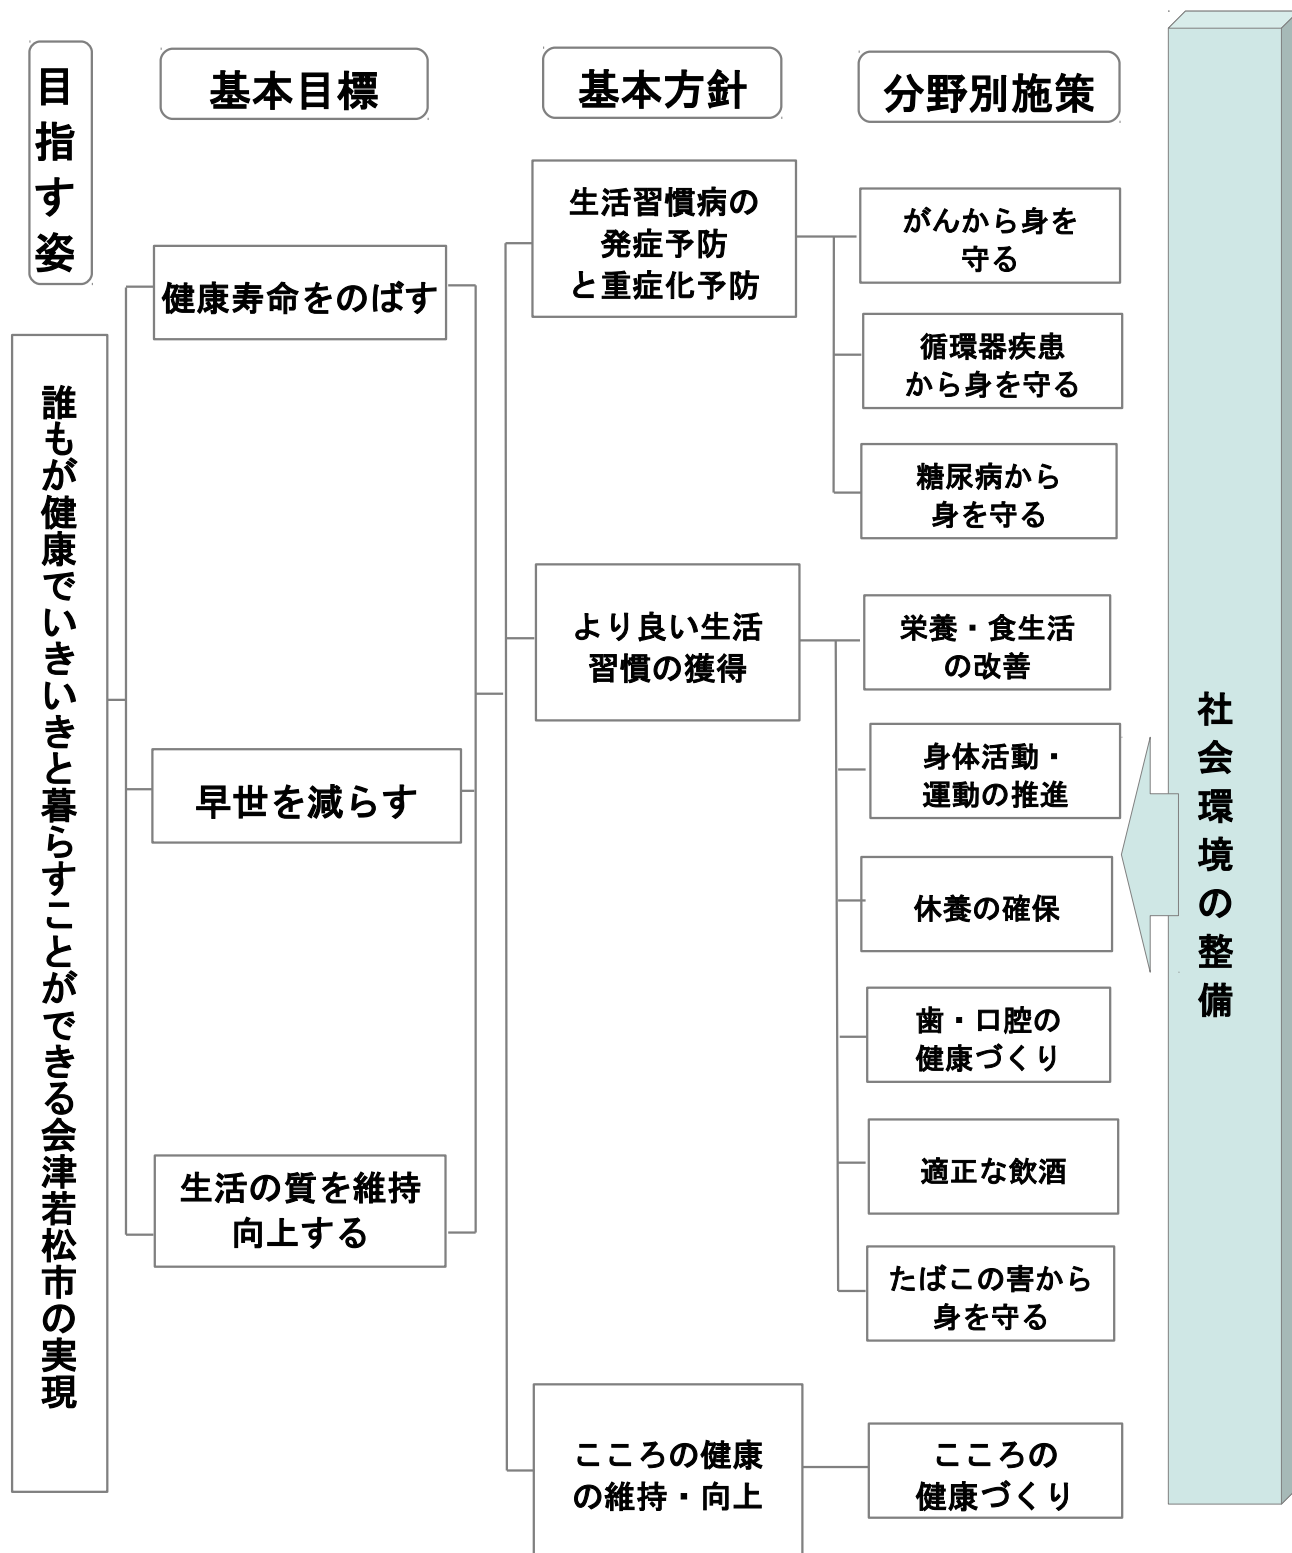 目指す姿
基本目標
基本方針
分野別施策
誰もが健康でいきいきと暮らすことができる会津若松市の実現
健康寿命をのばす
早世を減らす
生活の質を維持
向上する
生活習慣病の
発症予防
と重症化予防
がんから身を
守る
循環器疾患
から身を守る
糖尿病から
身を守る
より良い生活
習慣の獲得
栄養・食生活
の改善
身体活動・
運動の推進
休養の確保
歯・口腔の
健康づくり
適正な飲酒
たばこの害から
身を守る
こころの健康
の維持・向上
こころの
健康づくり
社会環境の整備